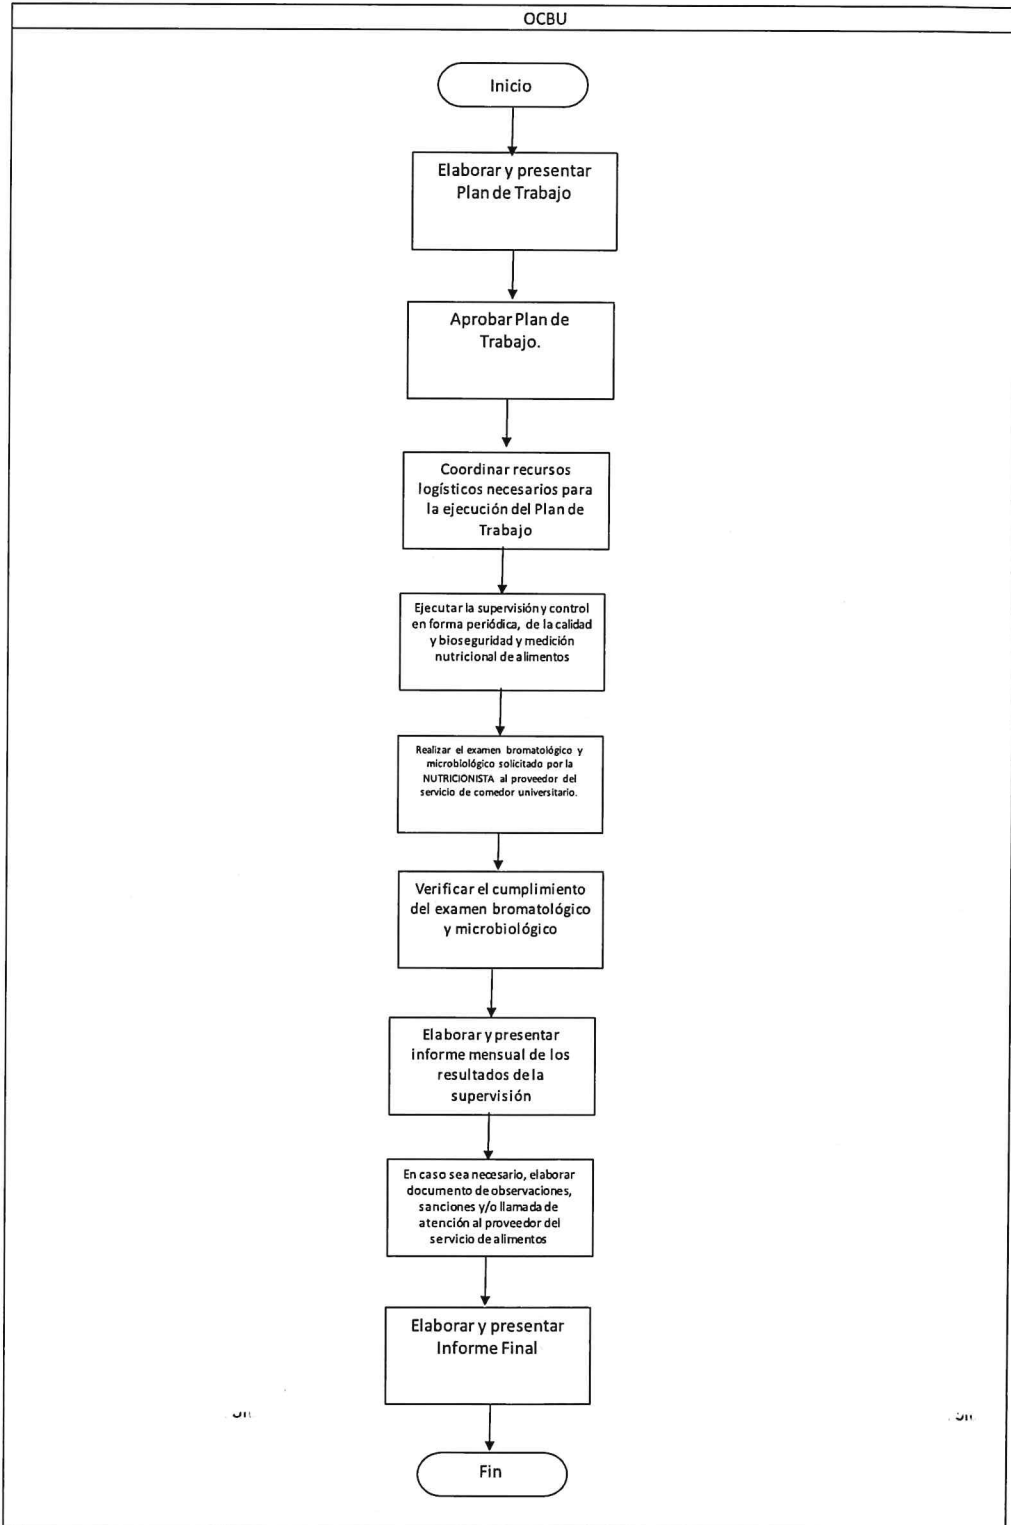 OCBU
Inicio
Elaborar y presentar
Plan de Trabajo
Aprobar Plan de
Trabajo.
Coordinar recursos
logísticos necesarios para
la ejecución del Plan de
Trabajo
Ejecutar la supervisión y control
en forma periódica, de la calidad
y bioseguridad y medición
nutricional de alimentos
Realizar el examen bromatológico y
microbiológico solicitado por la
NUTRICIONISTA al proveedor del
servicio de comedor universitario.
Verificar el cumplimiento
del examen bromatológico
y microbiológico
Elaborar y presentar
informe mensual de los
resultados de la
supervisión
En caso sea necesario, elaborar
documento de observaciones,
sanciones y/o llamada de
atención al proveedor del
servicio de alimentos
Elaborar y presentar
Informe Final
Fin